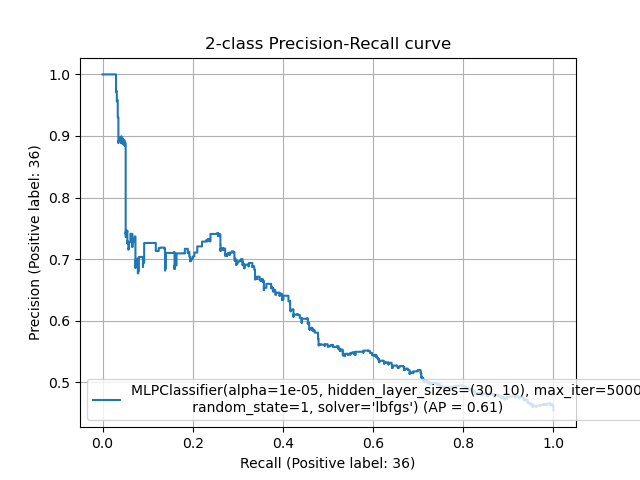 2-class Precision-Recall curve
1.0
0.9
0.8
0.7
0.6
0.5
Precision (Positive label: 36)
MLPClassifier(alpha=1e-05, hidden_layer_sizes=(30, 10), max_iter=5000
random_state=1, solver='lbfgs') (AP = 0.61)
0.0 0.2 0.4 0.6 0.8 1.0
Recall (Positive label: 36)